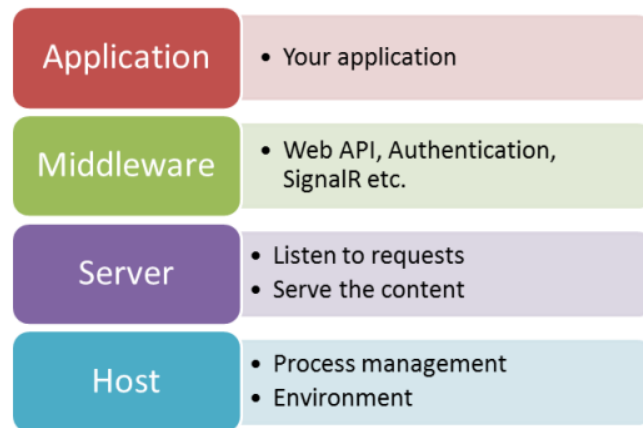 Application
• Your application
Middleware
• Web API, Authentication,
SignalR etc.
Server
• Listen to requests
• Serve the content
Host
• Process management
• Environment